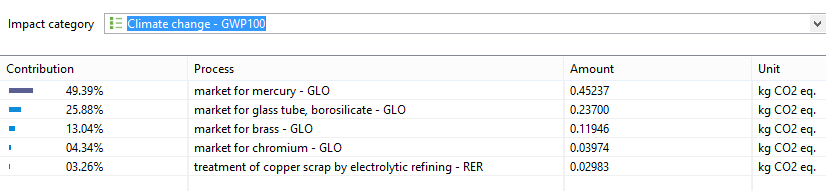 Impact category Climate change - GWP100
Contribution Process Amount Unit
49.39% market for mercury - GLO 0.45237 kg CO2 eq.
25.88% market for glass tube, borosilicate - GLO 0.23700 kg CO2 eq.
13.04% market for brass - GLO 0.11946 kg CO2 eq.
04.34% market for chromium - GLO 0.03974 kg CO2 eq.
03.26% treatment of copper scrap by electrolytic refining - RER 0.02983 kg CO2 eq.